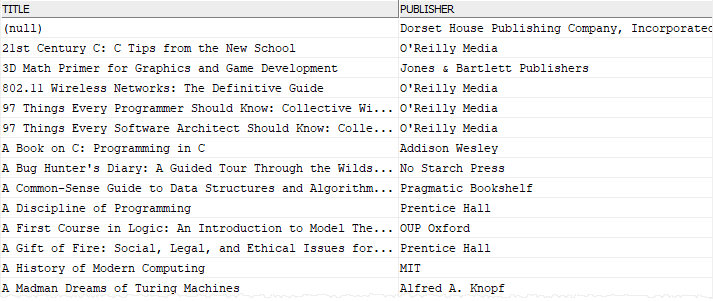 TITLE PUBLISHER
(null) Dorset House Publishing Company, Incorporated
21st Century C: C Tips from the New School O'Reilly Media
3D Math Primer for Graphics and Game Development Jones & Bartlett Publishers
802.11 Wireless Networks: The Definitive Guide O'Reilly Media
97 Things Every Programmer Should Know: Collective Wi... O'Reilly Media
97 Things Every Software Architect Should Know: Colle... O'Reilly Media
A Book on C: Programming in C Addison Wesley
A Bug Hunter's Diary: A Guided Tour Through the Wilds... No Starch Press
A Common-Sense Guide to Data Structures and Algorithm... Pragmatic Bookshelf
A Discipline of Programming Prentice Hall
A First Course in Logic: An Introduction to Model The... OUP Oxford
A Gift of Fire: Social, Legal, and Ethical Issues for... Prentice Hall
A History of Modern Computing MIT
A Madman Dreams of Turing Machines Alfred A. Knopf